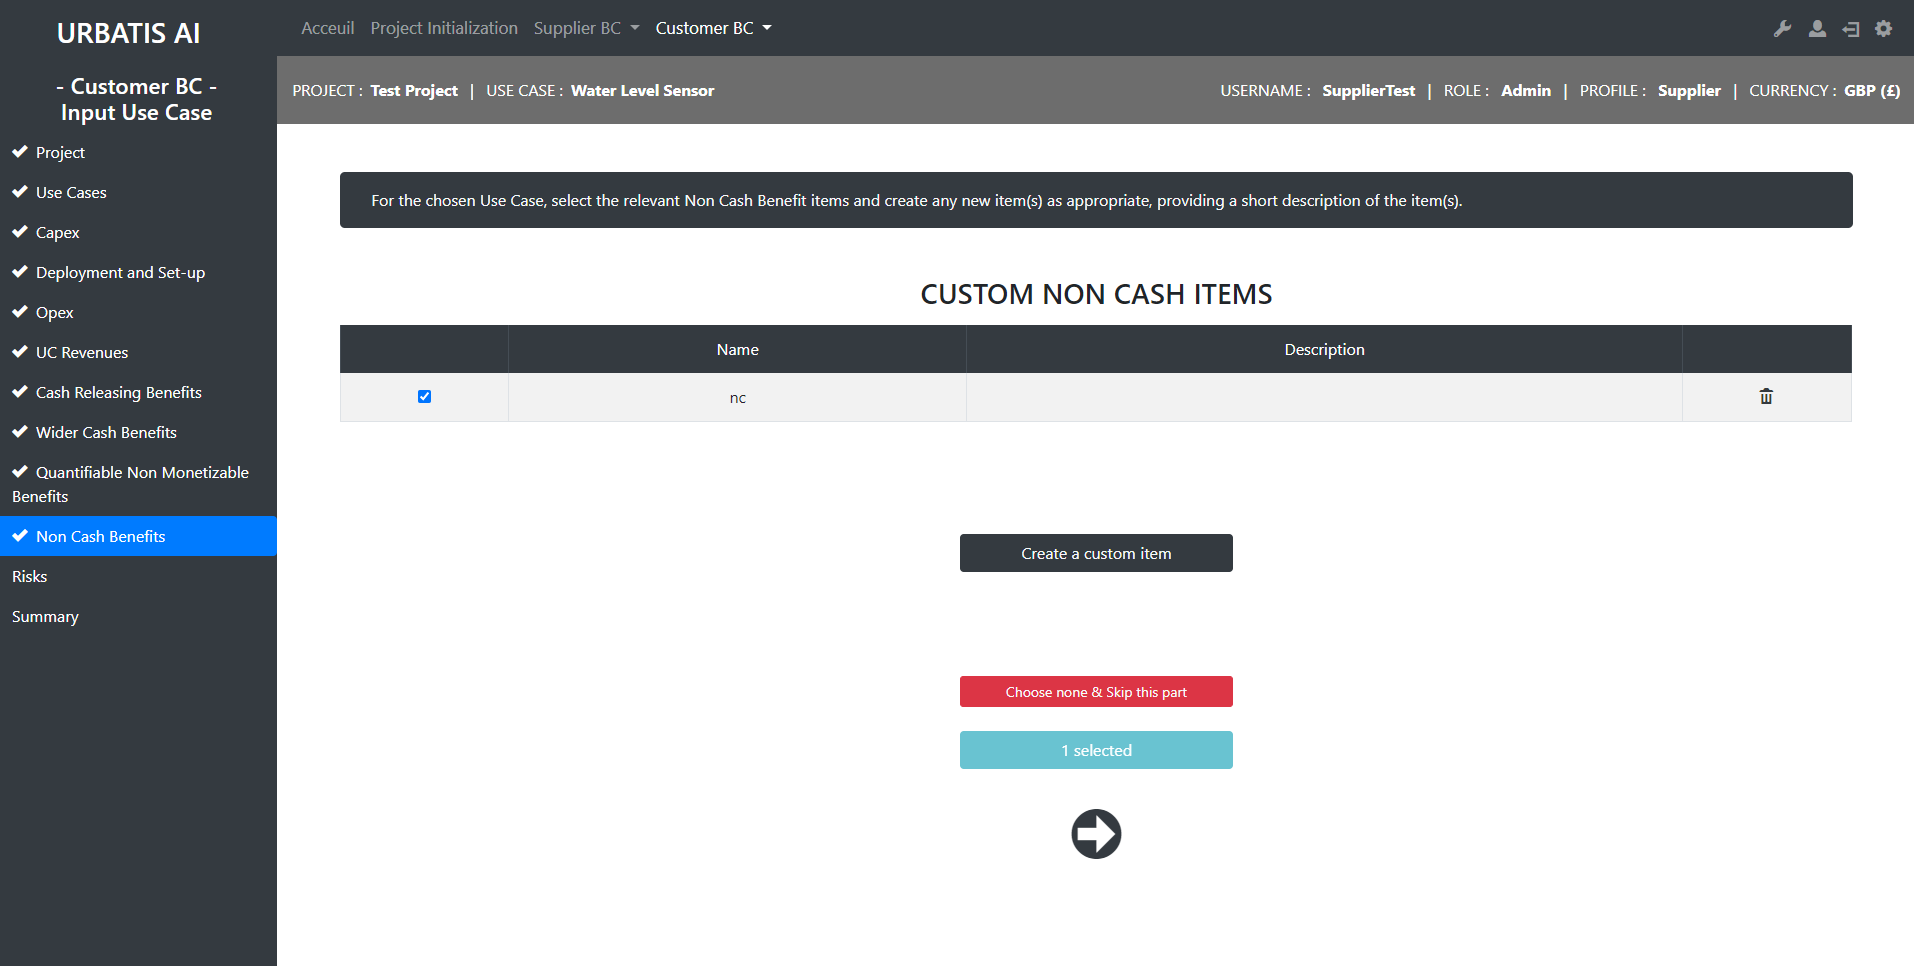 URBATIS AI
Acceuil Project Initialization Supplier BC Customer BC
- Customer BC -
Input Use Case
PROJECT : Test Project | USE CASE : Water Level Sensor
USERNAME : SupplierTest | ROLE : Admin | PROFILE : Supplier | CURRENCY : GBP (£)
Project
Use Cases
Capex
Deployment and Set-up
Opex
UC Revenues
Cash Releasing Benefits
Wider Cash Benefits
Quantifiable Non Monetizable
Benefits
Non Cash Benefits
Risks
Summary
For the chosen Use Case, select the relevant Non Cash Benefit items and create any new item(s) as appropriate, providing a short description of the item(s).
CUSTOM NON CASH ITEMS
Name Description
nc
Create a custom item
Choose none & Skip this part
1 selected